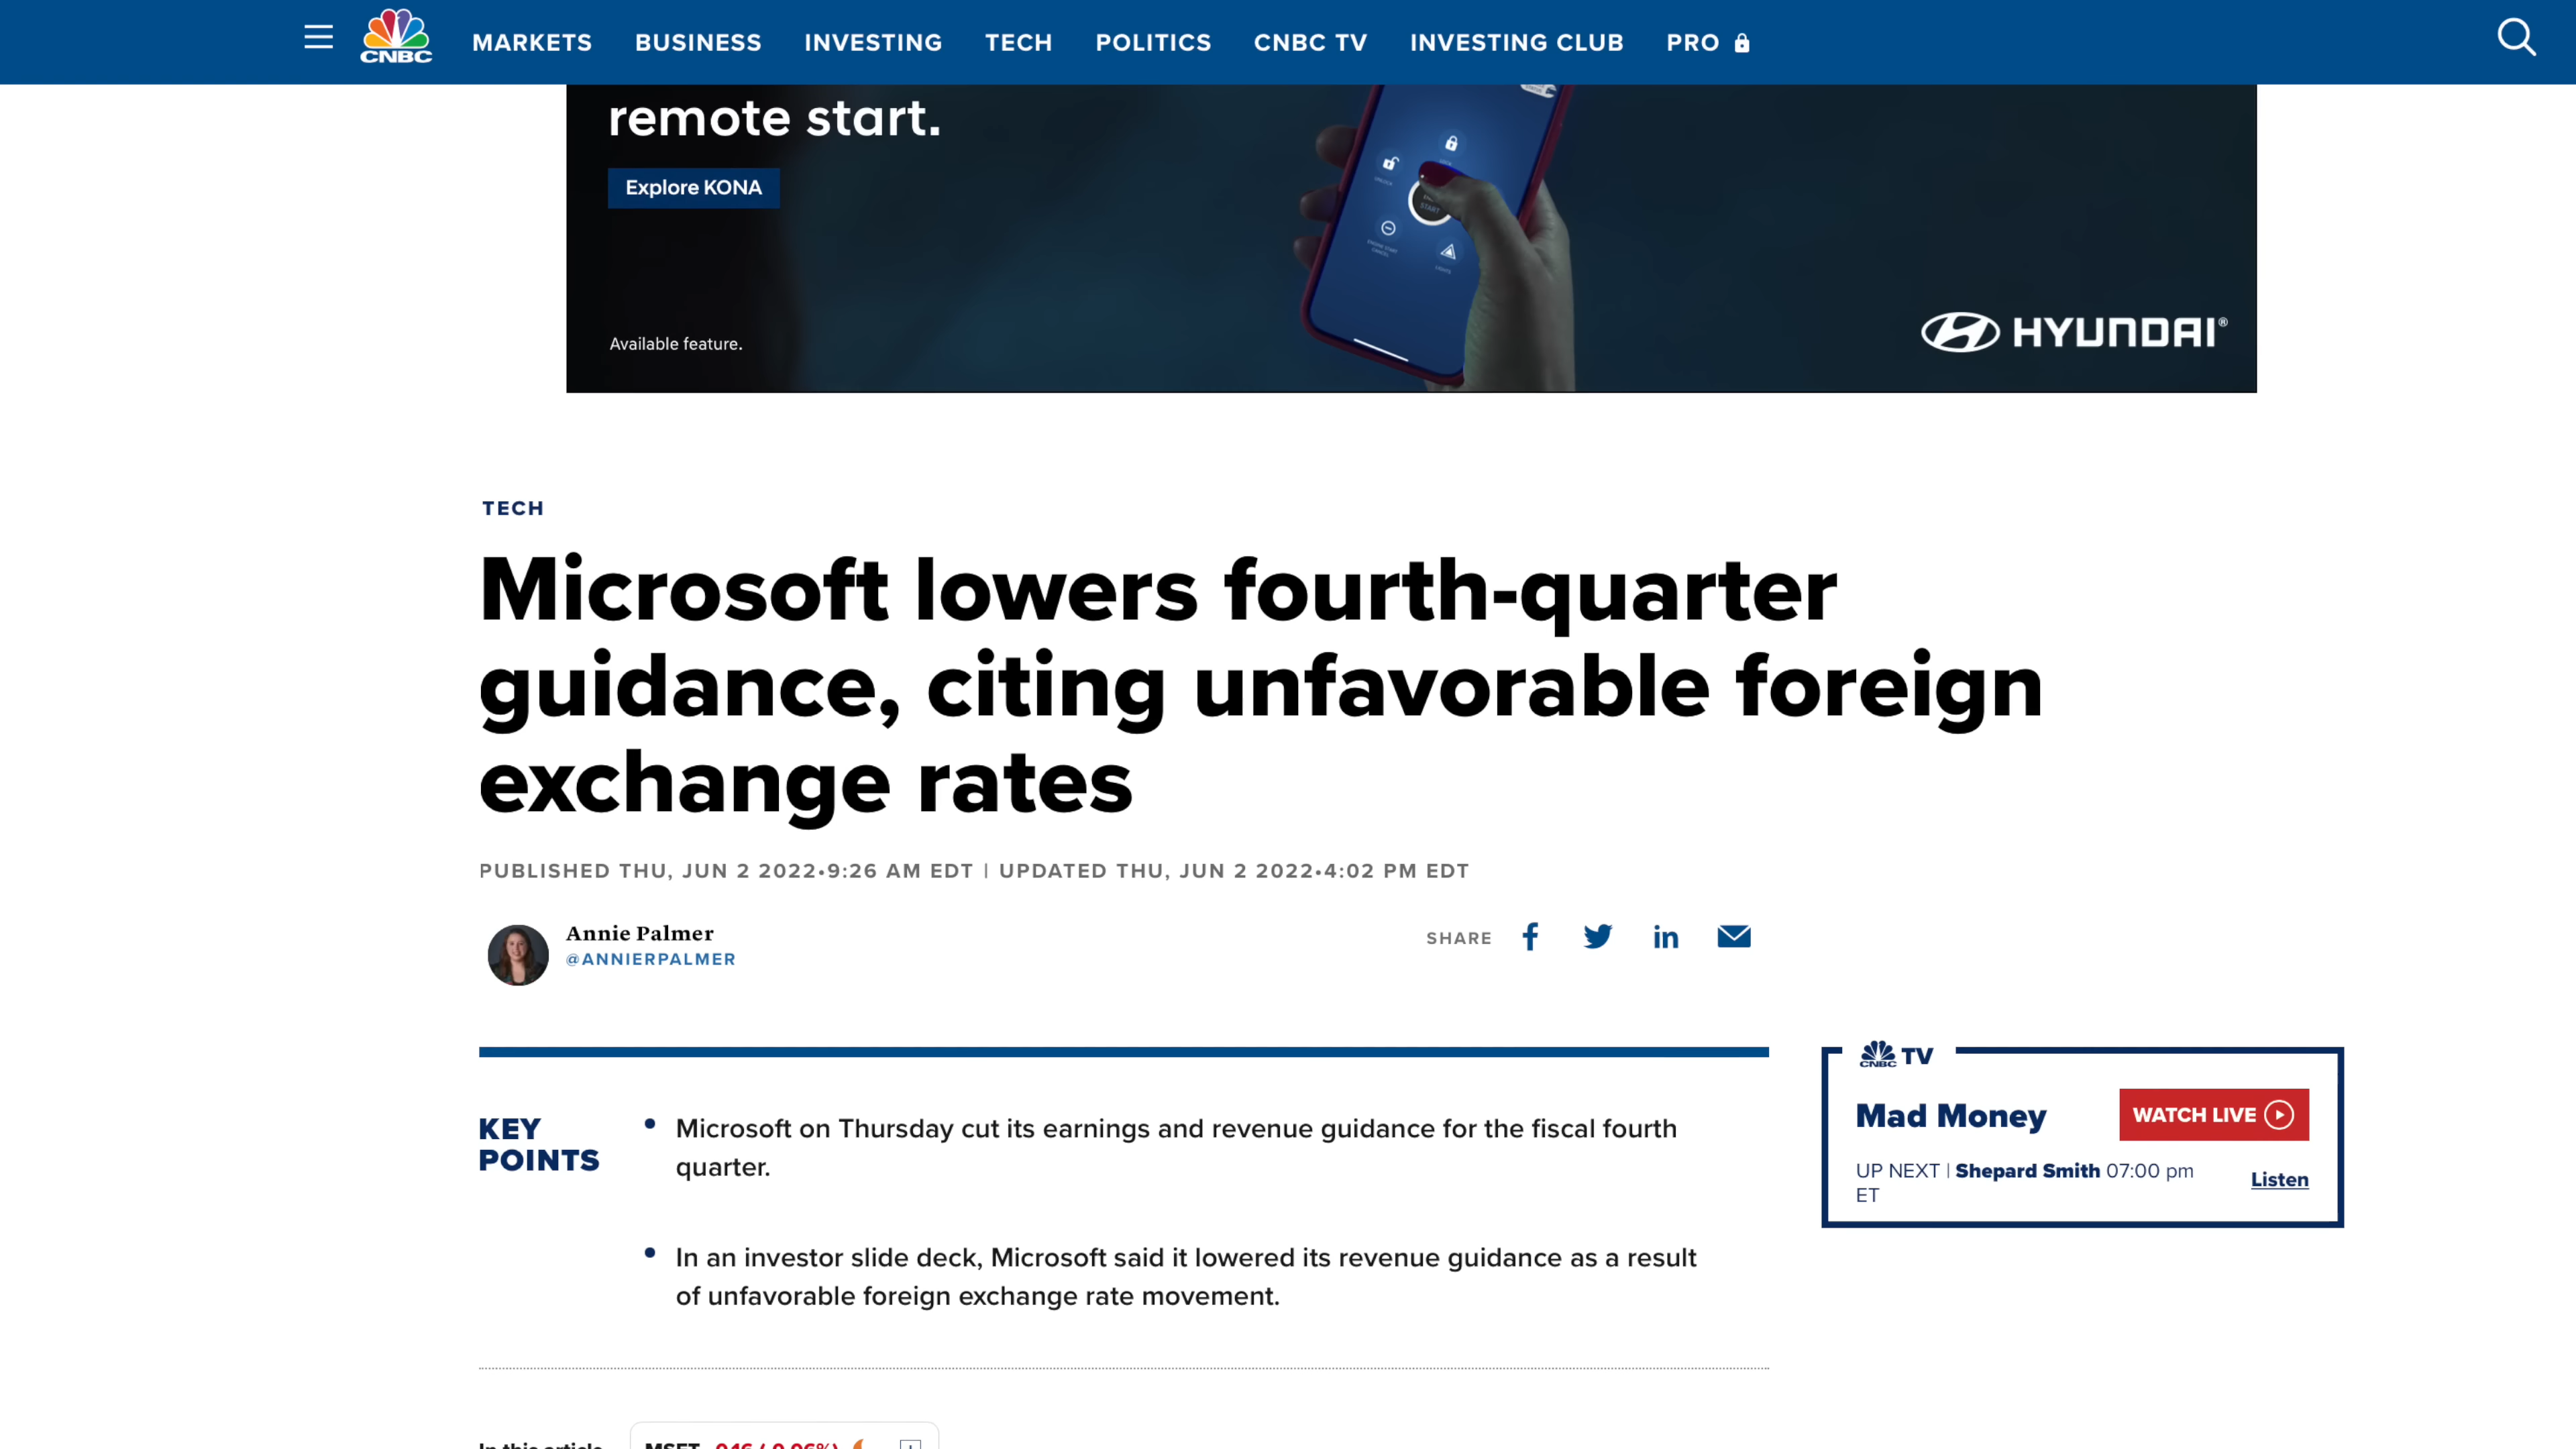 CNBC
MARKETS BUSINESS INVESTING TECH POLITICS CNBC TV INVESTING CLUB PRO
remote start.
Explore KONA
Available feature.
START
HYUNDAI®
TECH
Microsoft lowers fourth-quarter
guidance, citing unfavorable foreign
exchange rates
PUBLISHED THU, JUN 2 2022•9:26 AM EDT | UPDATED THU, JUN 2 2022•4:02 PM EDT
Annie Palmer
@ANNIERPALMER
SHARE
KEY
POINTS
• Microsoft on Thursday cut its earnings and revenue guidance for the fiscal fourth
quarter.
• In an investor slide deck, Microsoft said it lowered its revenue guidance as a result
of unfavorable foreign exchange rate movement.
CNBC TV
Mad Money
WATCH LIVE
UP NEXT | Shepard Smith 07:00 pm
ET
Listen
In this article
MSFT